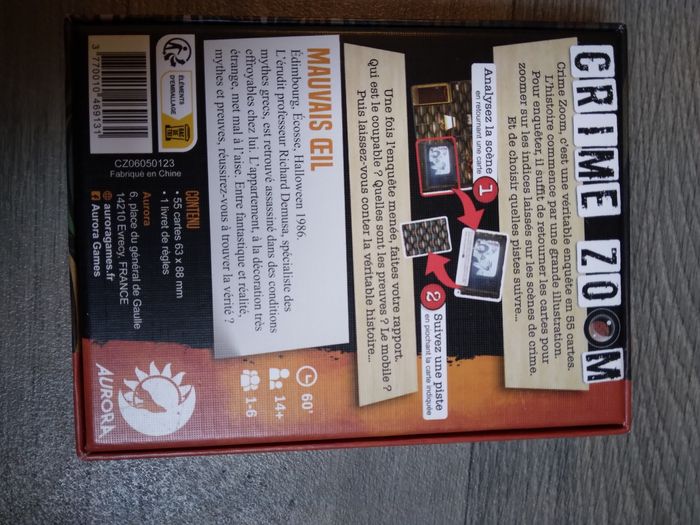 CRIME ZOOM
Crime Zoom, c'est une véritable enquête en 55 cartes.
L'histoire commence par une grande illustration.
Pour enquêter, il suffit de retourner les cartes pour
zoomer sur les indices laissés sur les scènes de crime.
Et de choisir quelles pistes suivre...
Analysez la scène
en retournant une carte
1
2
Suivez une piste
en piochant la carte indiquée
Une fois l'enquête menée, faites votre rapport.
Qui est le coupable ? Quelles sont les preuves ? Le mobile ?
Puis laissez-vous conter la véritable histoire...
MAUVAIS ŒIL
Édimbourg, Écosse, Halloween 1986.
L'érudit professeur Richard Demusa, spécialiste des
mythes grecs, est retrouvé assassiné dans des conditions
effroyables chez lui. L'appartement, à la décoration très
étrange, met mal à l'aise. Entre fantastique et réalité,
mythes et preuves, réussirez-vous à trouver la vérité ?
60'
14+
1-6
ÉLÉMENTS
D'EMBALLAGE
BAC
DE TRI
3 770010 469131
CZ06050123
Fabriqué en Chine
CONTENU
• 55 cartes 63 x 88 mm
• 1 livret de règles
Aurora
6, place du général de Gaulle
14210 Evrecy, FRANCE
auroragames.fr
Aurora Games
AURORA